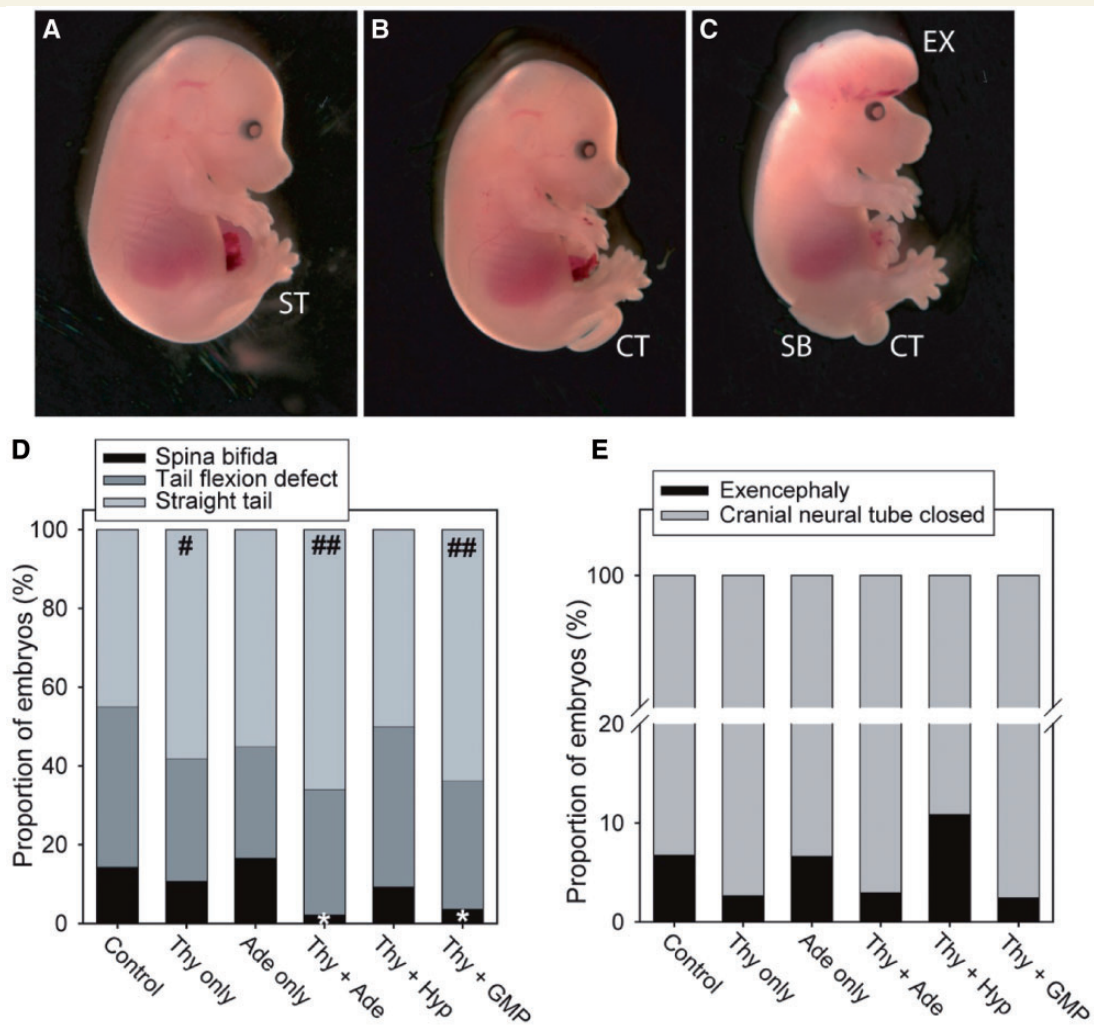 A
B
C
EX
ST
CT
SB
CT
D
Spina bifida
Tail flexion defect
Straight tail
Proportion of embryos (%)
100
80
60
40
20
0
#
##
##
*
*
Control
Thy only
Ade only
Thy + Ade
Thy + Hyp
Thy + GMP
E
Exencephaly
Cranial neural tube closed
Proportion of embryos (%)
100
20
10
0
Control
Thy only
Ade only
Thy + Ade
Thy + Hyp
Thy + GMP